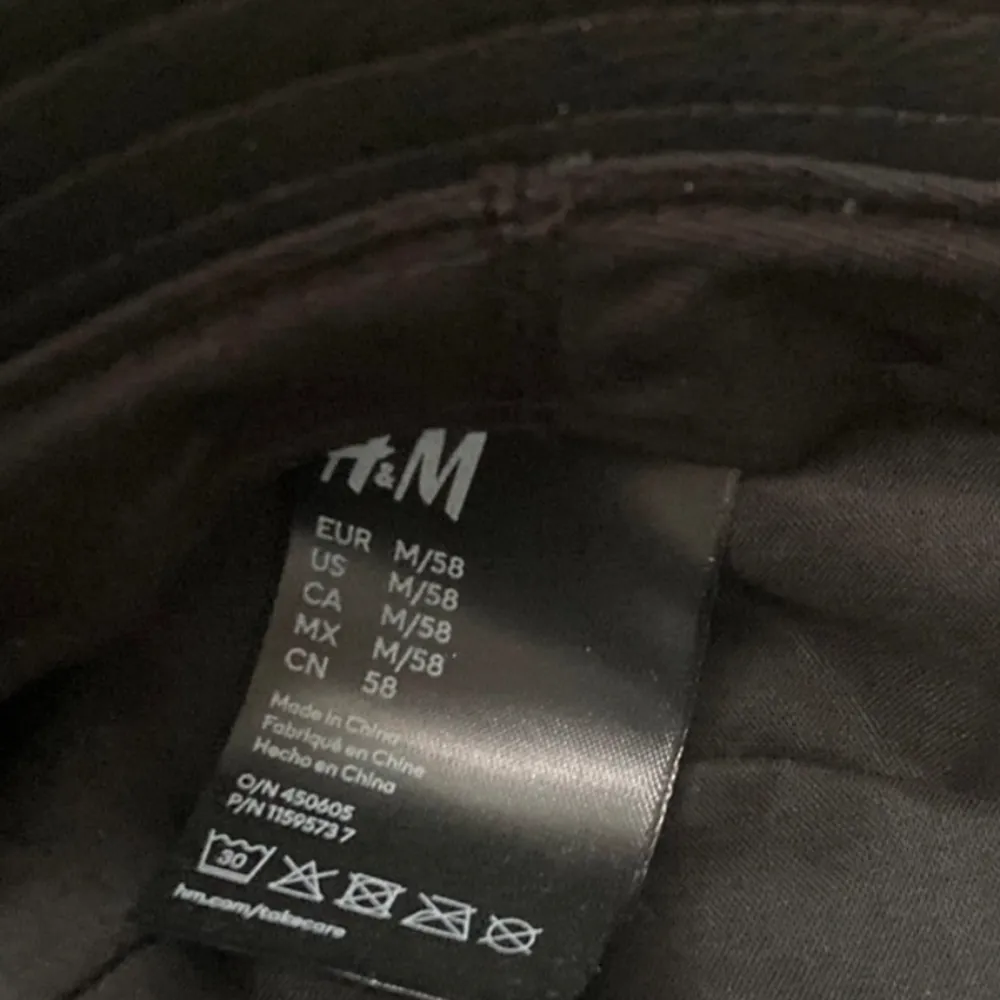 H&M
EUR M/58
US M/58
CA M/58
MX M/58
CN 58
Made in China
Fabriqué en Chine
Hecho en China
O/N 450605
P/N 1159573 7
30
hm.com/takecare